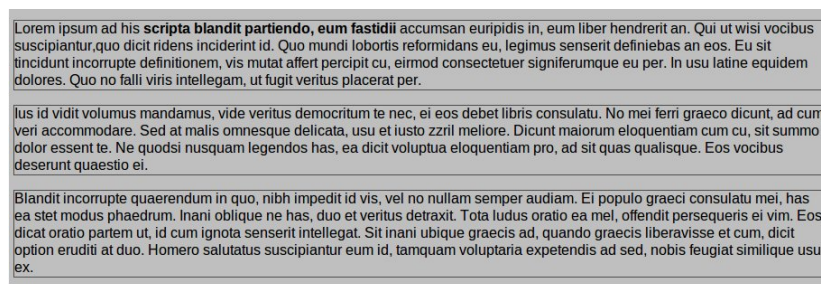 Lorem ipsum ad his scripta blandit partiendo, eum fastidii accumsan euripidis in, eum liber hendrerit an. Qui ut wisi vocibus
suscipiantur,quo dicit ridens inciderint id. Quo mundi lobortis reformidans eu, legimus senserit definiebas an eos. Eu sit
tincidunt incorrupte definitionem, vis mutat affert percipit cu, eirmod consectetuer signiferumque eu per. In usu latine equidem
dolores. Quo no falli viris intellegam, ut fugit veritus placerat per.
Ius id vidit volumus mandamus, vide veritus democritum te nec, ei eos debet libris consulatu. No mei ferri graeco dicunt, ad cum
veri accommodare. Sed at malis omnesque delicata, usu et iusto zzril meliore. Dicunt maiorum eloquentiam cum cu, sit summo
dolor essent te. Ne quodsi nusquam legendos has, ea dicit voluptua eloquentiam pro, ad sit quas qualisque. Eos vocibus
deserunt quaestio ei.
Blandit incorrupte quaerendum in quo, nibh impedit id vis, vel no nullam semper audiam. Ei populo graeci consulatu mei, has
ea stet modus phaedrum. Inani oblique ne has, duo et veritus detraxit. Tota ludus oratio ea mel, offendit persequeris ei vim. Eos
dicat oratio partem ut, id cum ignota senserit intellegat. Sit inani ubique graecis ad, quando graecis liberavisse et cum, dicit
option eruditi at duo. Homero salutatus suscipiantur eum id, tamquam voluptaria expetendis ad sed, nobis feugiat similique usu
ex.